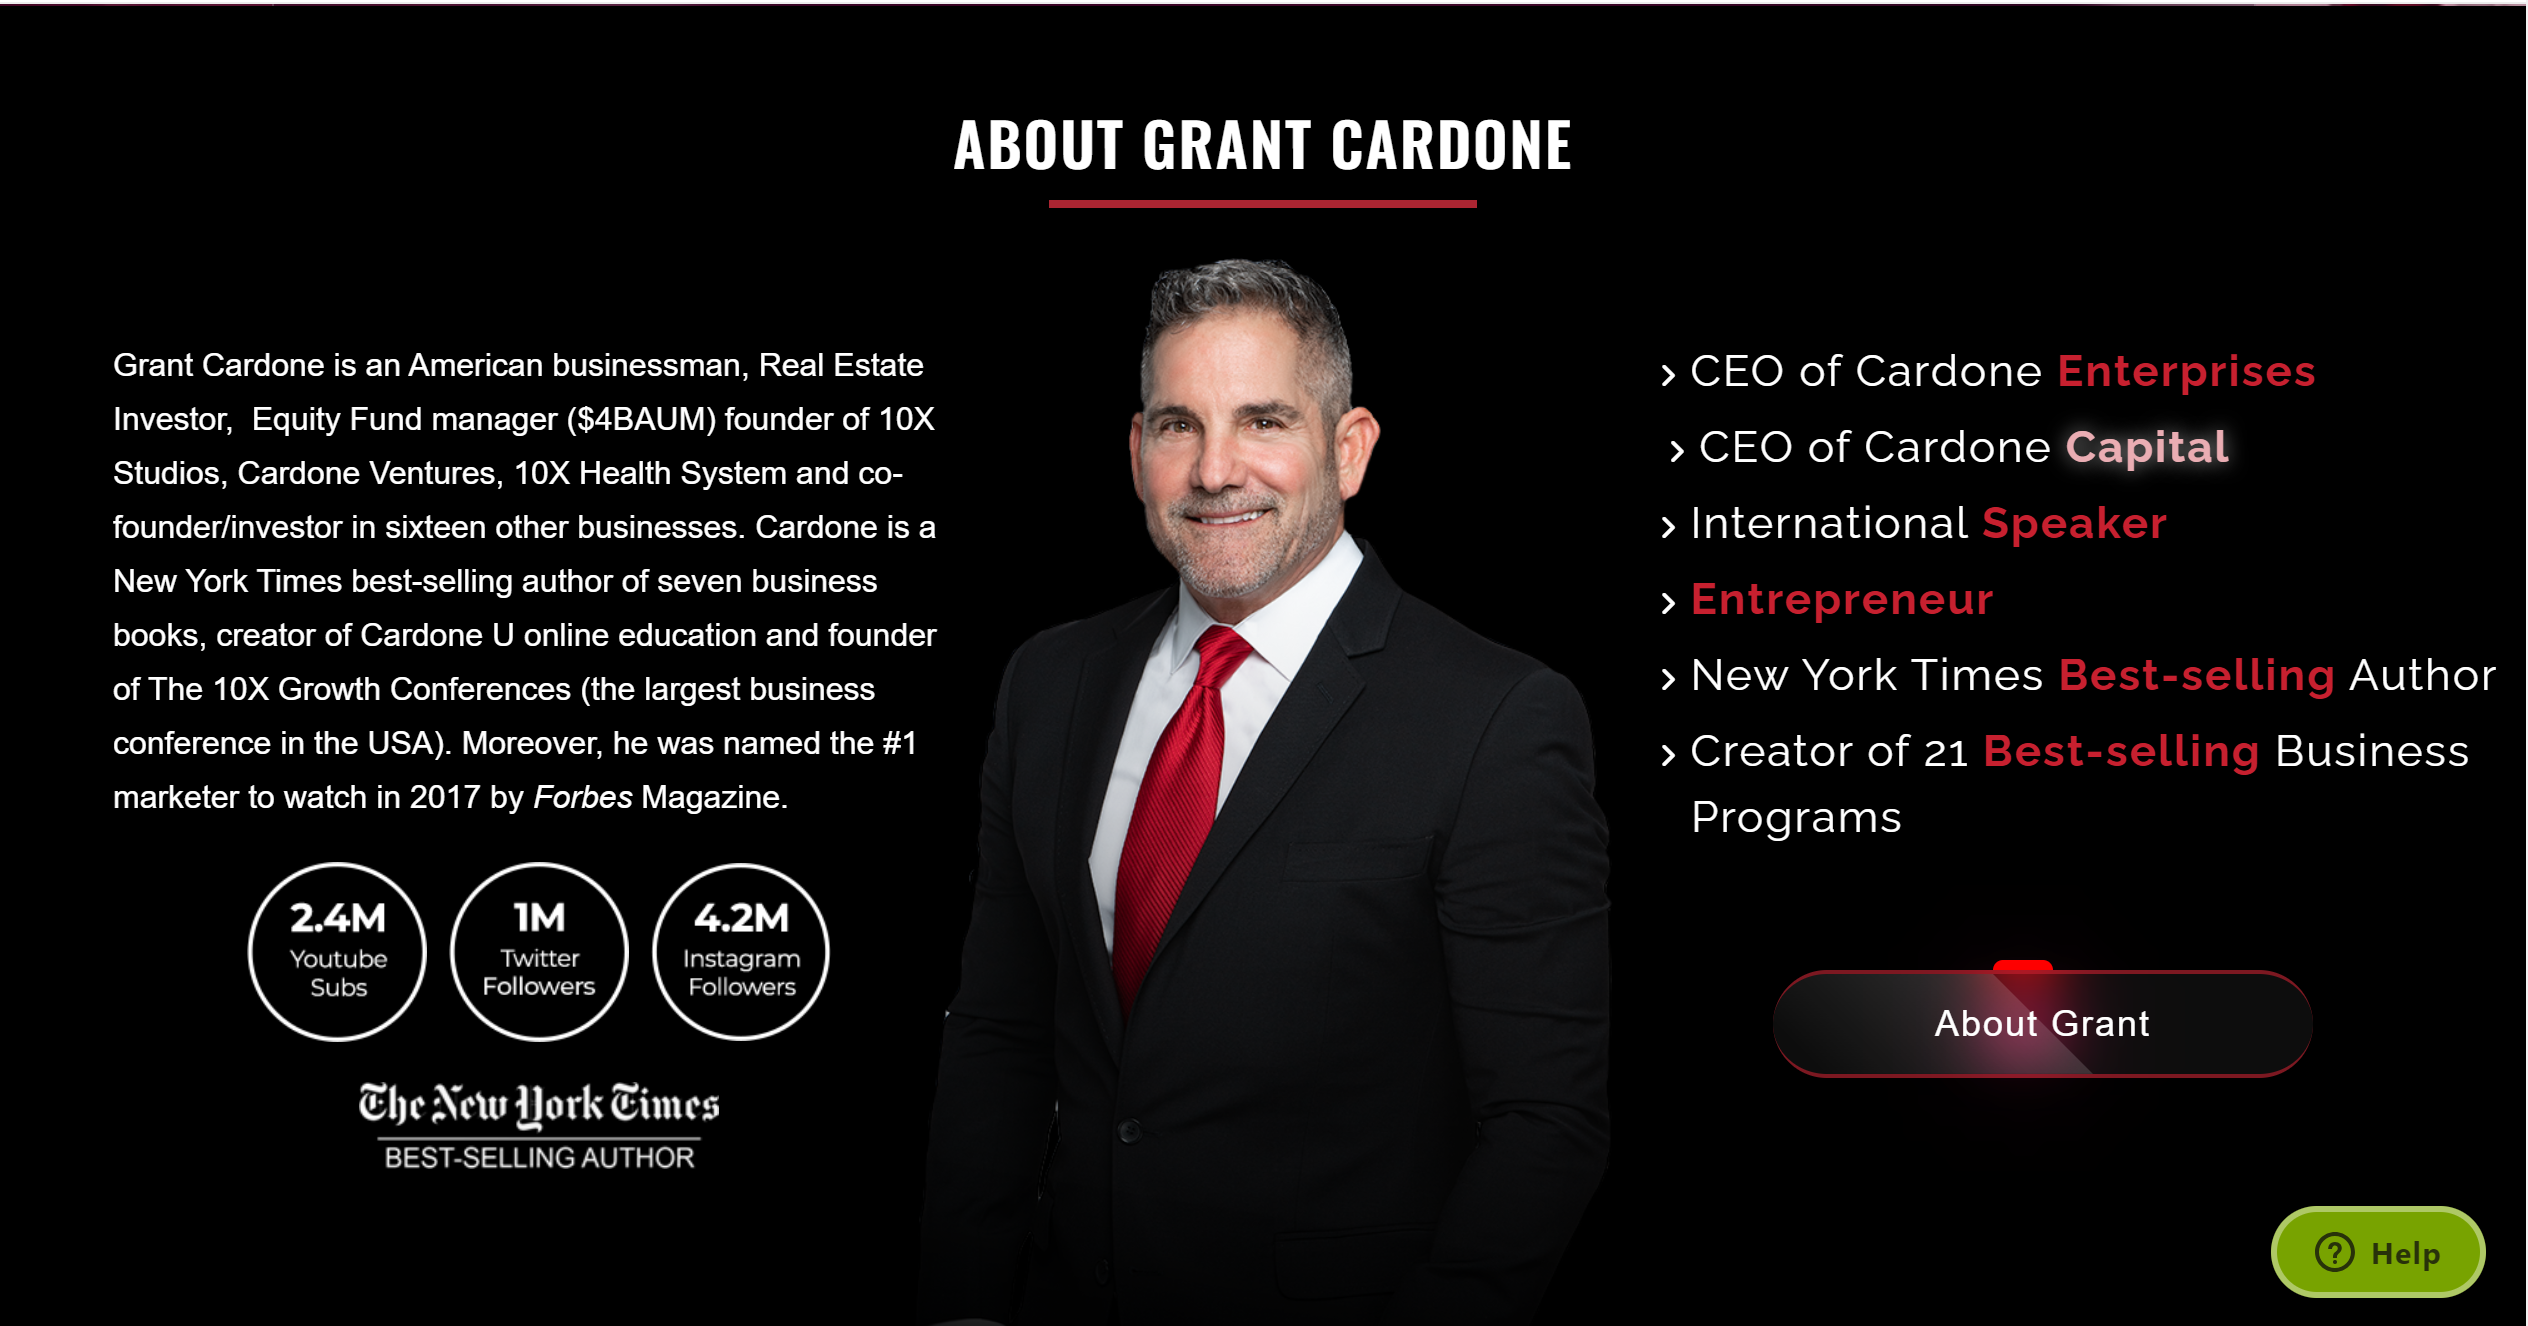 ABOUT GRANT CARDONE
Grant Cardone is an American businessman, Real Estate
Investor,  Equity Fund manager ($4BAUM) founder of 10X
Studios, Cardone Ventures, 10X Health System and co-
founder/investor in sixteen other businesses. Cardone is a
New York Times best-selling author of seven business
books, creator of Cardone U online education and founder
of The 10X Growth Conferences (the largest business
conference in the USA). Moreover, he was named the #1
marketer to watch in 2017 by Forbes Magazine.
2.4M
Youtube
Subs
1M
Twitter
Followers
4.2M
Instagram
Followers
The New York Times
BEST-SELLING AUTHOR
› CEO of Cardone Enterprises
› CEO of Cardone Capital
› International Speaker
› Entrepreneur
› New York Times Best-selling Author
› Creator of 21 Best-selling Business
Programs
About Grant
Help